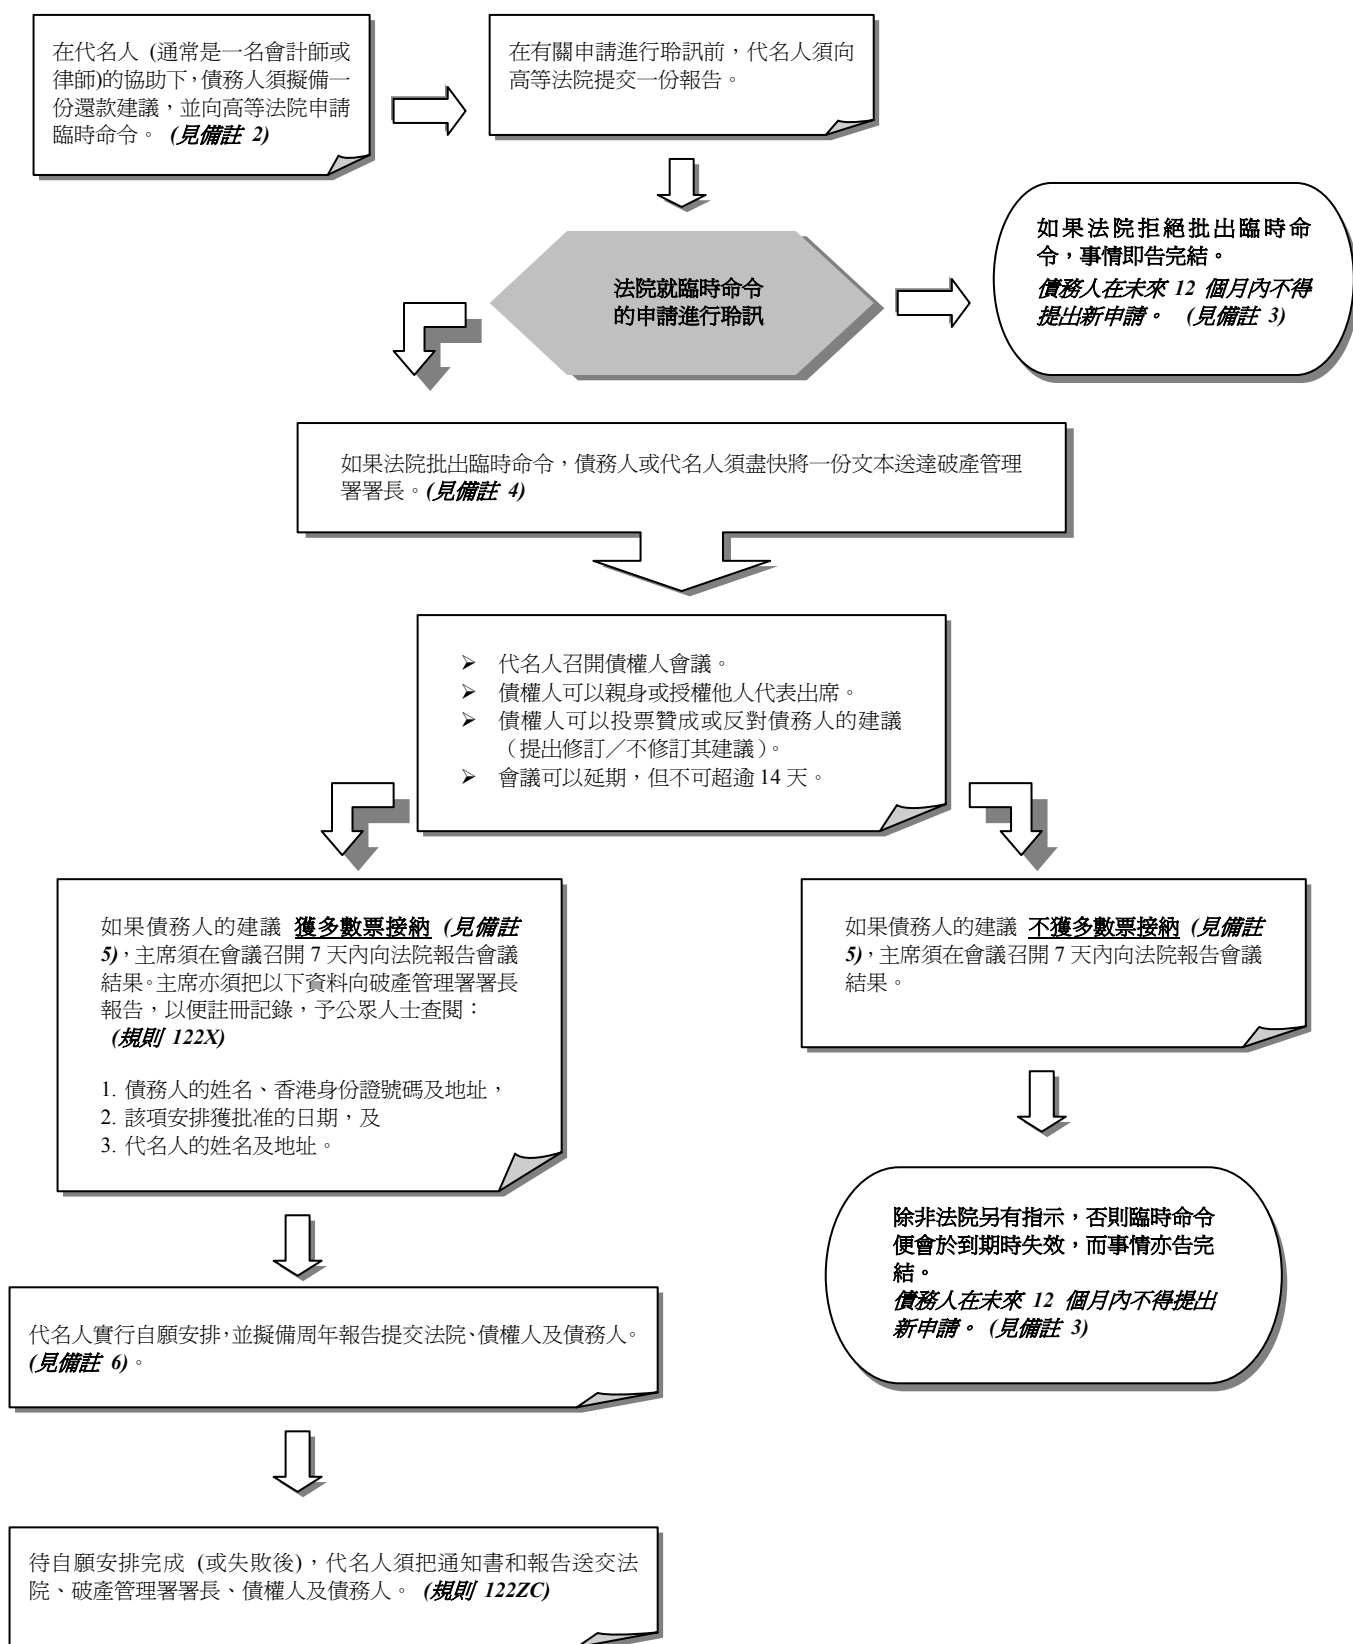 在代名人 (通常是一名會計師或
律師)的協助下，債務人須擬備一
份還款建議，並向高等法院申請
臨時命令。 (見備註 2)
在有關申請進行聆訊前，代名人須向
高等法院提交一份報告。
如果法院拒絕批出臨時命
令，事情即告完結。
債務人在未來 12 個月內不得
提出新申請。 (見備註 3)
法院就臨時命令
的申請進行聆訊
如果法院批出臨時命令，債務人或代名人須盡快將一份文本送達破產管理
署署長。(見備註 4)
➢ 代名人召開債權人會議。
➢ 債權人可以親身或授權他人代表出席。
➢ 債權人可以投票贊成或反對債務人的建議
（提出修訂／不修訂其建議）。
➢ 會議可以延期，但不可超逾 14 天。
如果債務人的建議 獲多數票接納 (見備註
5)，主席須在會議召開 7 天內向法院報告會議
結果。主席亦須把以下資料向破產管理署署長
報告，以便註冊記錄，予公眾人士查閱：
(規則 122X)
1. 債務人的姓名、香港身份證號碼及地址，
2. 該項安排獲批准的日期，及
3. 代名人的姓名及地址。
如果債務人的建議 不獲多數票接納 (見備註
5)，主席須在會議召開 7 天內向法院報告會議
結果。
除非法院另有指示，否則臨時命令
便會於到期時失效，而事情亦告完
結。
債務人在未來 12 個月內不得提出
新申請。 (見備註 3)
代名人實行自願安排，並擬備周年報告提交法院、債權人及債務人。
(見備註 6)。
待自願安排完成 (或失敗後)，代名人須把通知書和報告送交法
院、破產管理署署長、債權人及債務人。 (規則 122ZC)